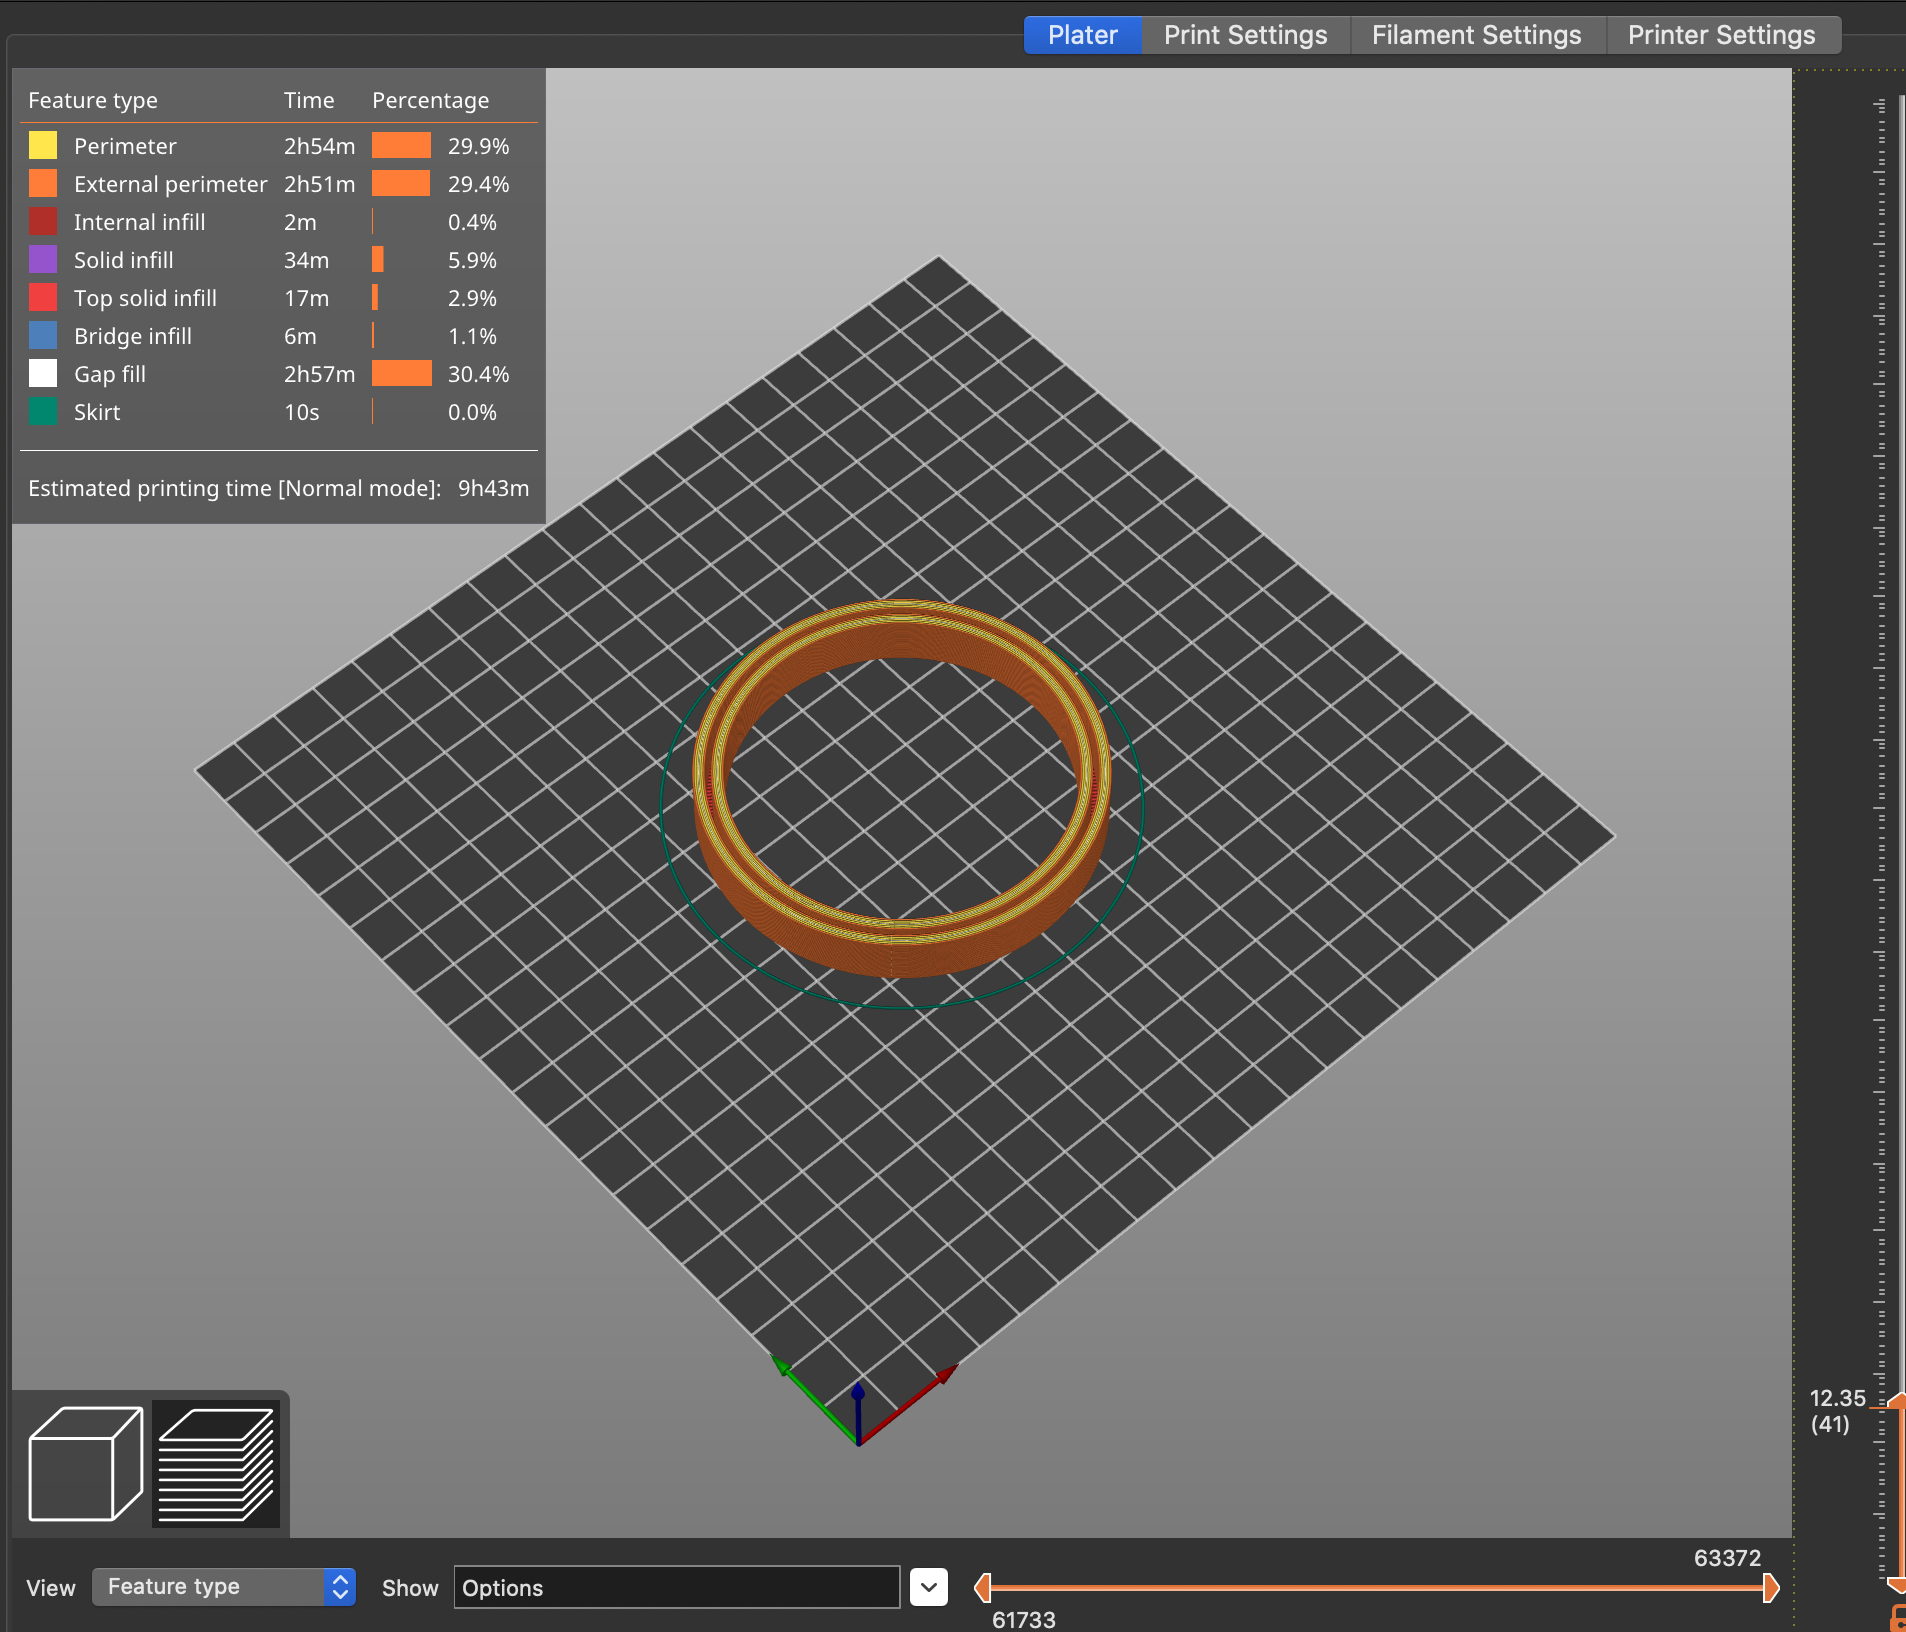 Plater Print Settings Filament Settings Printer Settings
Feature type Time Percentage
Perimeter 2h54m 29.9%
External perimeter 2h51m 29.4%
Internal infill 2m 0.4%
Solid infill 34m 5.9%
Top solid infill 17m 2.9%
Bridge infill 6m 1.1%
Gap fill 2h57m 30.4%
Skirt 10s 0.0%
Estimated printing time [Normal mode]: 9h43m
12.35
(41)
63372
View Feature type Show Options
61733